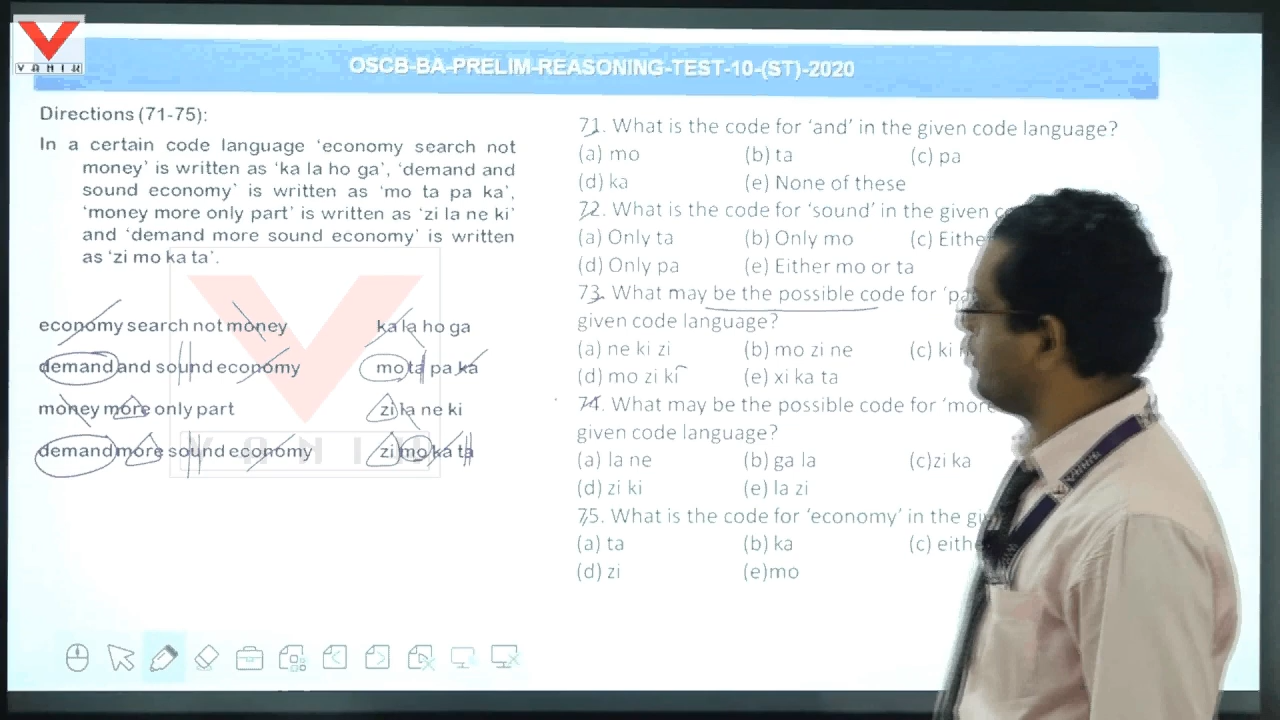 VANIK
OSCB-BA-PRELIM-REASONING-TEST-10-(ST)-2020
Directions (71-75):
In a certain code language ‘economy search not
money’ is written as ‘ka la ho ga’, ‘demand and
sound economy’ is written as ‘mo ta pa ka’,
‘money more only part’ is written as ‘zi la ne ki’
and ‘demand more sound economy’ is written
as ‘zi mo ka ta’.
economy search not money ka la ho ga
demand and sound economy mo ta pa ka
money more only part zi la ne ki
demand more sound economy zi mo ka ta
VANIK
71. What is the code for ‘and’ in the given code language?
(a) mo (b) ta (c) pa
(d) ka (e) None of these
72. What is the code for ‘sound’ in the given
(a) Only ta (b) Only mo (c)
(d) Only pa (e) Either mo or ta
73. What may be the possible code for
given code language?
(a) ne ki zi (b) mo zi ne (c) ki
(d) mo zi ki (e) xi ka ta
74. What may be the possible code for ‘more
given code language?
(a) la ne (b) ga la (c)zi ka
(d) zi ki (e) la zi
75. What is the code for ‘economy’ in the
(a) ta (b) ka (c)
(d) zi (e)mo